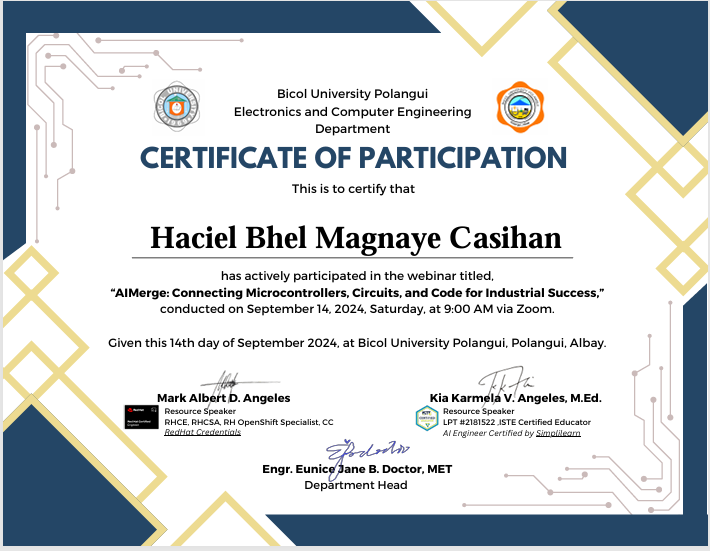 Bicol University Polangui
Electronics and Computer Engineering
Department
CERTIFICATE OF PARTICIPATION
This is to certify that
Haciel Bhel Magnaye Casihan
has actively participated in the webinar titled,
“AIMerge: Connecting Microcontrollers, Circuits, and Code for Industrial Success,”
conducted on September 14, 2024, Saturday, at 9:00 AM via Zoom.
Given this 14th day of September 2024, at Bicol University Polangui, Polangui, Albay.
Mark Albert D. Angeles
Resource Speaker
RHCE, RHCSA, RH OpenShift Specialist, CC
RedHat Credentials
Kia Karmela V. Angeles, M.Ed.
Resource Speaker
LPT #2181522 ,ISTE Certified Educator
AI Engineer Certified by Simplilearn
Engr. Eunice Jane B. Doctor, MET
Department Head